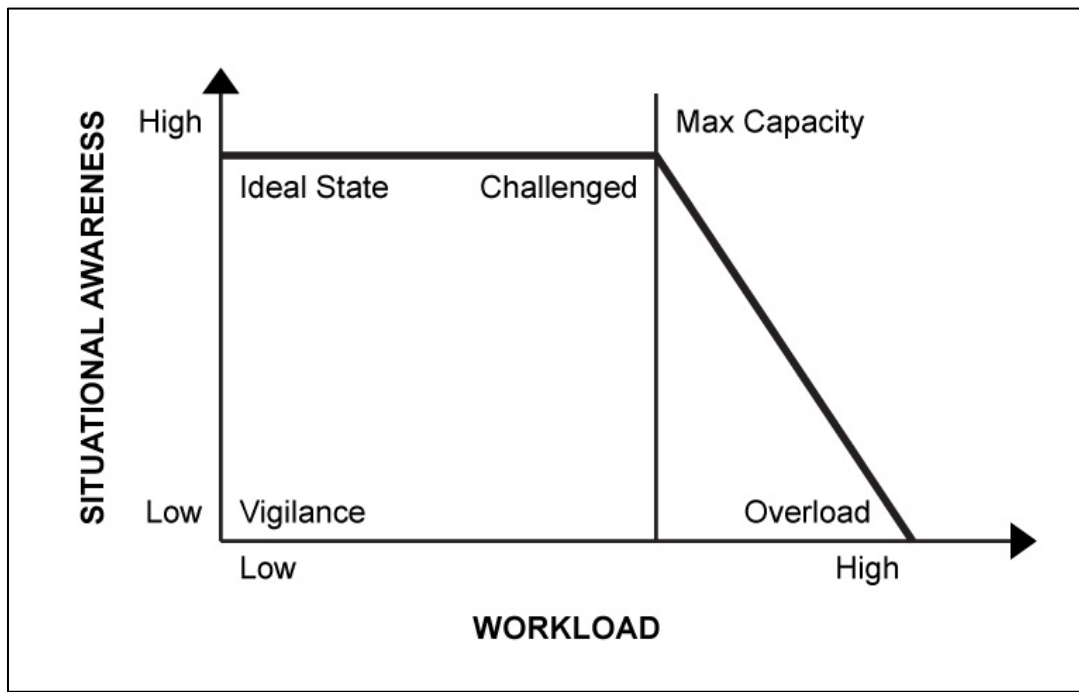 SITUATIONAL AWARENESS
High
Max Capacity
Ideal State
Challenged
Low
Vigilance
Overload
Low
High
WORKLOAD